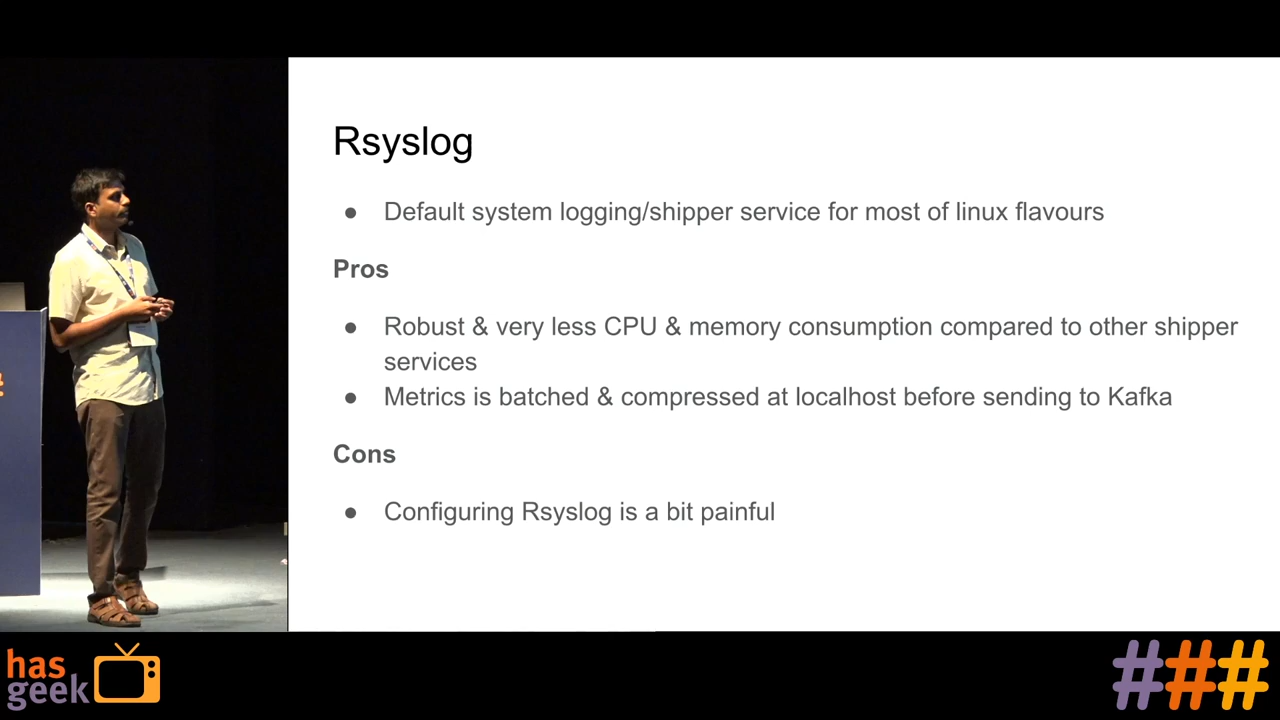 Rsyslog
● Default system logging/shipper service for most of linux flavours
Pros
● Robust & very less CPU & memory consumption compared to other shipper
services
● Metrics is batched & compressed at localhost before sending to Kafka
Cons
● Configuring Rsyslog is a bit painful
has
geek
###